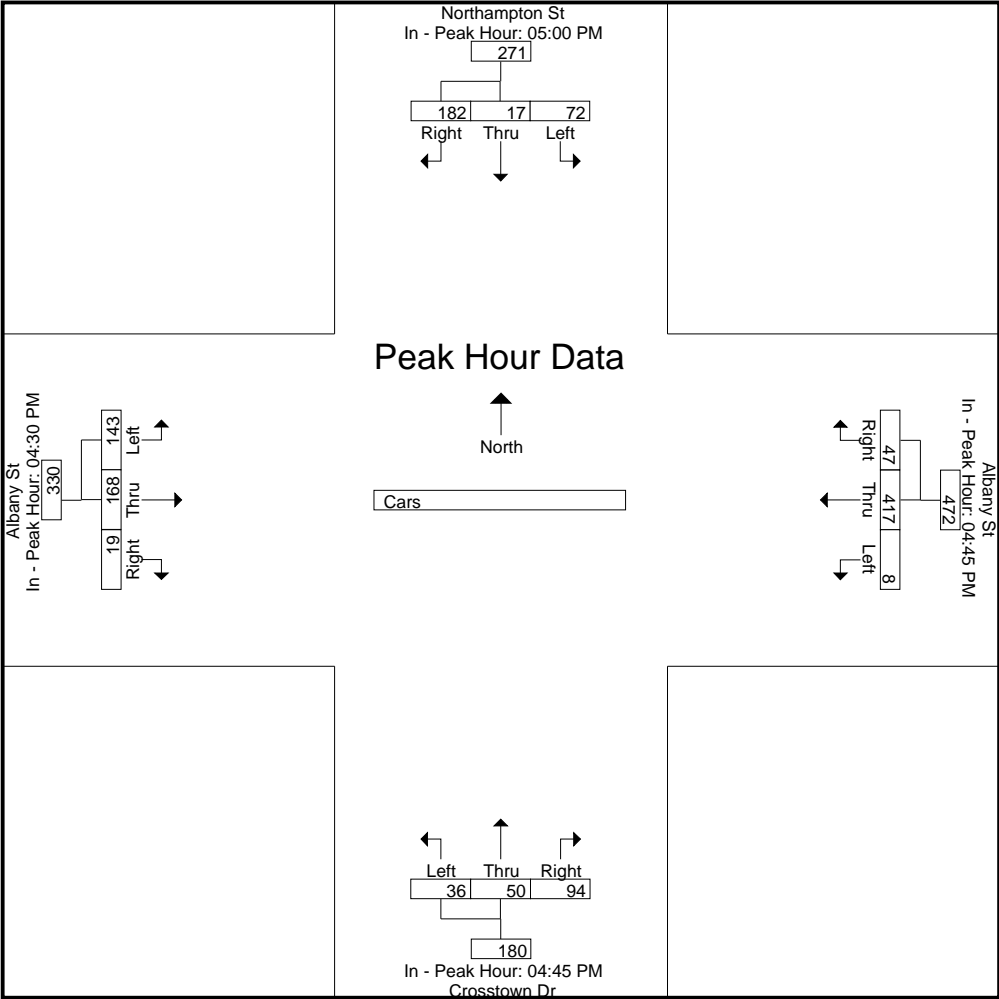 Northampton St
In - Peak Hour: 05:00 PM
271
182 17 72
Right Thru Left
Peak Hour Data
North
Cars
Albany St
In - Peak Hour: 04:30 PM
330
143 168 19
Left Thru Right
Albany St
In - Peak Hour: 04:45 PM
472
47 417 8
Right Thru Left
Left Thru Right
36 50 94
180
In - Peak Hour: 04:45 PM
Crosstown Dr